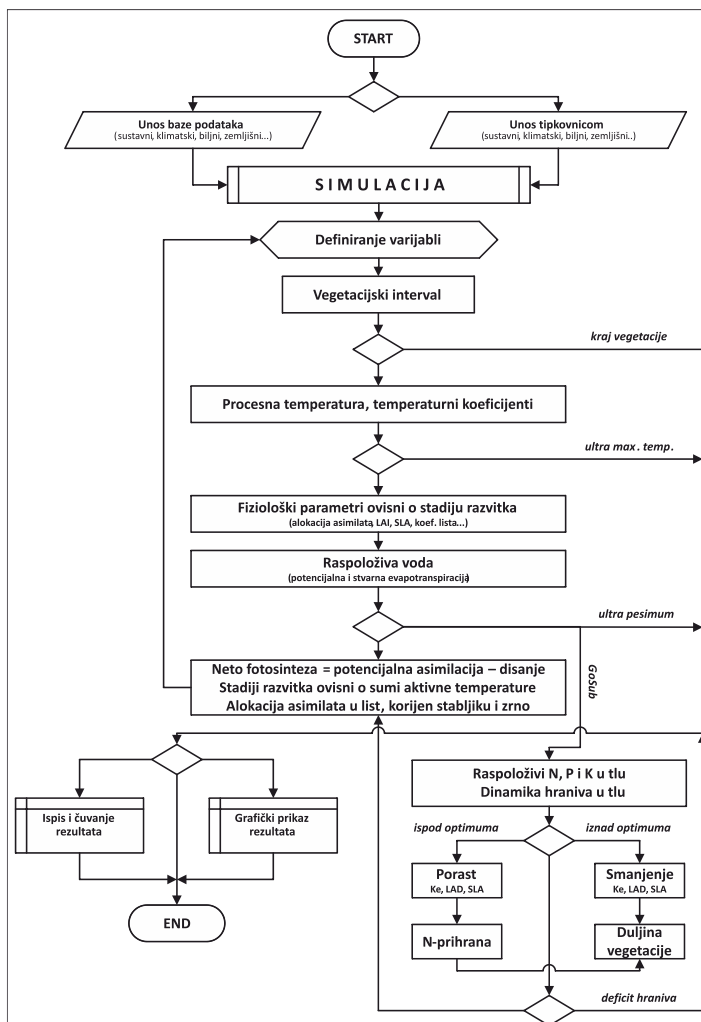 START
Unos baze podataka
(sustavni, klimatski, biljni, zemljišni...)
Unos tipkovnicom
(sustavni, klimatski, biljni, zemljišni..)
SIMULACIJA
Definiranje varijabli
Vegetacijski interval
kraj vegetacije
Procesna temperatura, temperaturni koeficijenti
ultra max. temp.
Fiziološki parametri ovisni o stadiju razvitka
(alokacija asimilata, LAI, SLA, koef. lista...)
Raspoloživa voda
(potencijalna i stvarna evapotranspiracija)
ultra pesimum
GoSub
Neto fotosinteza = potencijalna asimilacija – disanje
Stadiji razvitka ovisni o sumi aktivne temperature
Alokacija asimilata u list, korijen stabljiku i zrno
Raspoloživi N, P i K u tlu
Dinamika hraniva u tlu
Ispis i čuvanje
rezultata
Grafički prikaz
rezultata
ispod optimuma
iznad optimuma
Porast
Ke, LAD, SLA
Smanjenje
Ke, LAD, SLA
END
N-prihrana
Duljina
vegetacije
deficit hraniva